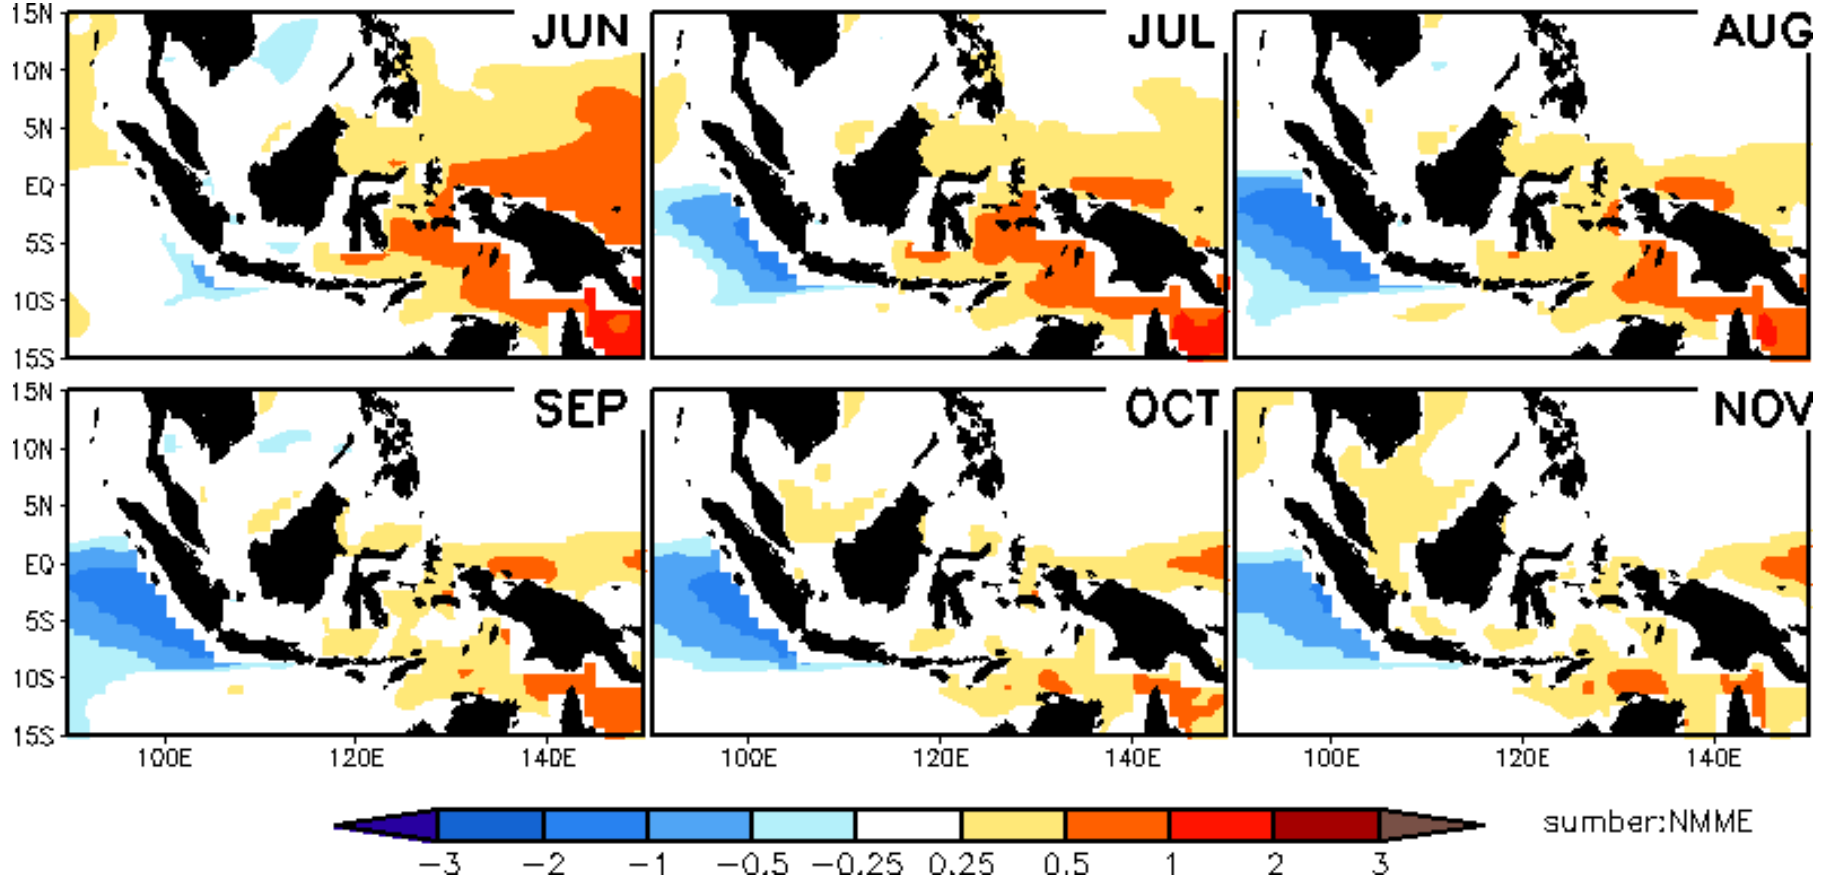 JUN JUL AUG
15N
10N
5N
EQ
5S
10S
15S
SEP OCT NOV
15N
10N
5N
EQ
5S
10S
15S
100E 120E 140E 100E 120E 140E 100E 120E 140E
sumber:NMME
-3 -2 -1 -0.5 -0.25 0.25 0.5 1 2 3